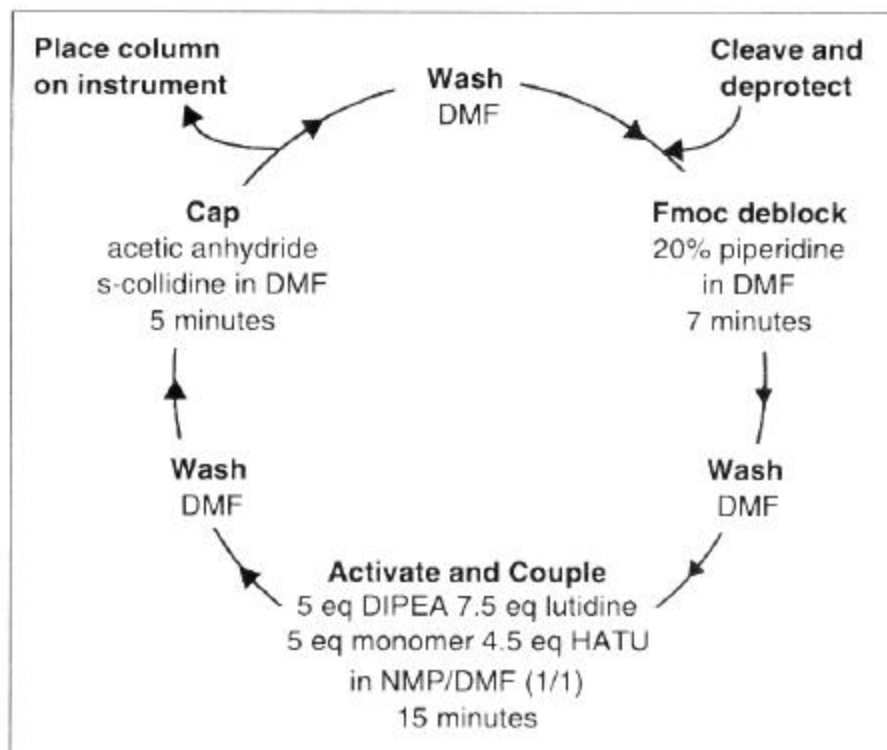 Place column
on instrument
Wash
DMF
Cleave and
deprotect
Fmoc deblock
20% piperidine
in DMF
7 minutes
Wash
DMF
Activate and Couple
5 eq DIPEA 7.5 eq lutidine
5 eq monomer 4.5 eq HATU
in NMP/DMF (1/1)
15 minutes
Wash
DMF
Cap
acetic anhydride
s-collidine in DMF
5 minutes